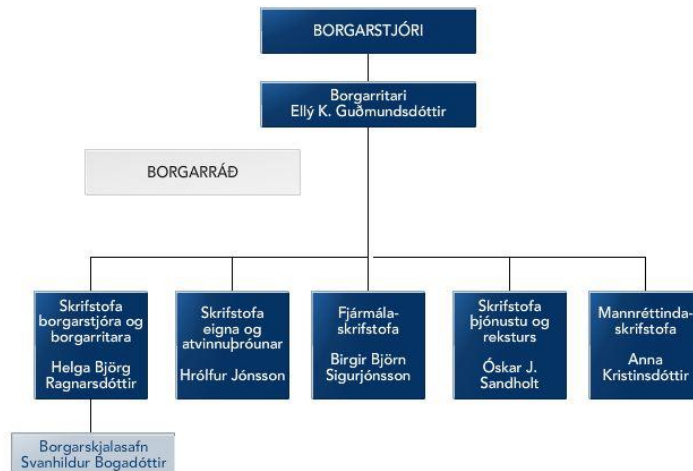 BORGARSTJÓRI
Borgarritari
Ellý K. Guðmundsdóttir
BORGARRÁÐ
Skrifstofa
borgarstjóra og
borgarritara
Helga Björg
Ragnarsdóttir
Skrifstofa
eigna og
atvinnuþróunar
Hrólfur Jónsson
Fjármála-
skrifstofa
Birgir Björn
Sigurjónsson
Skrifstofa
þjónustu og
reksturs
Óskar J.
Sandholt
Mannréttinda-
skrifstofa
Anna
Kristinsdóttir
Borgarskjalasafn
Svanhildur Bogadóttir